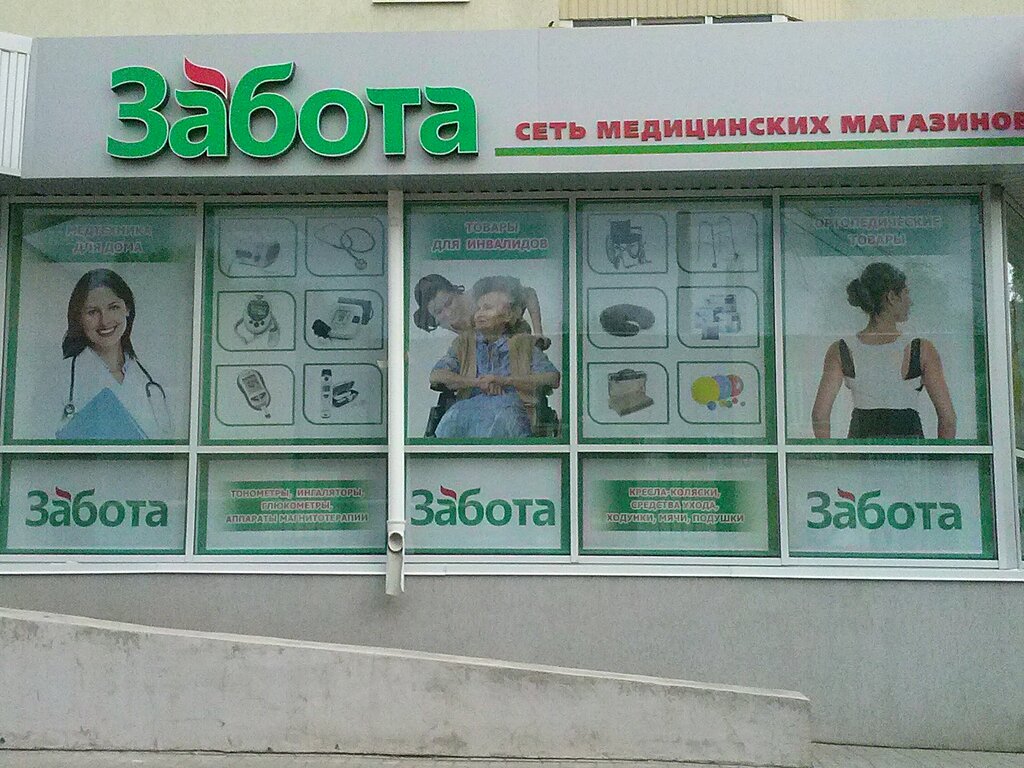 Забота
СЕТЬ МЕДИЦИНСКИХ МАГАЗИНОВ
МЕДТЕХНИКА
ДЛЯ ДОМА
ТОВАРЫ
ДЛЯ ИНВАЛИДОВ
ОРТОПЕДИЧЕСКИЕ
ТОВАРЫ
Забота
ТОНОМЕТРЫ, ИНГАЛЯТОРЫ,
ГЛЮКОМЕТРЫ,
АППАРАТЫ МАГНИТОТЕРАПИИ
Забота
КРЕСЛА-КОЛЯСКИ,
СРЕДСТВА УХОДА,
ХОДУНКИ, МЯЧИ, ПОДУШКИ
Забота